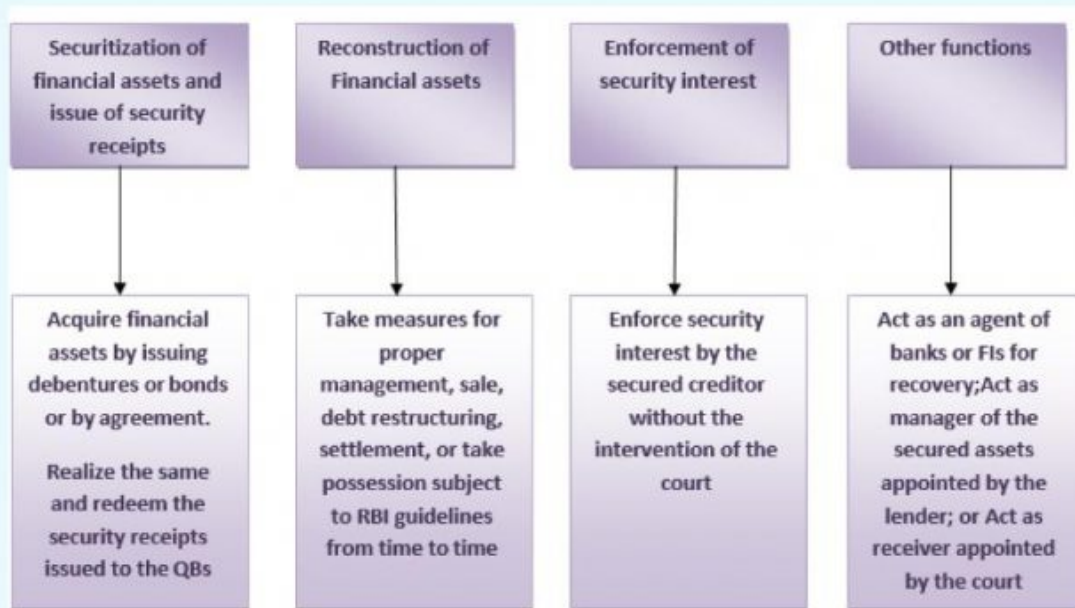 Securitization of
financial assets and
issue of security
receipts
Reconstruction of
Financial assets
Enforcement of
security interest
Other functions
Acquire financial
assets by issuing
debentures or bonds
or by agreement.
Realize the same
and redeem the
security receipts
issued to the QBs
Take measures for
proper
management, sale,
debt restructuring,
settlement, or take
possession subject
to RBI guidelines
from time to time
Enforce security
interest by the
secured creditor
without the
intervention of the
court
Act as an agent of
banks or FIs for
recovery;Act as
manager of the
secured assets
appointed by the
lender; or Act as
receiver appointed
by the court